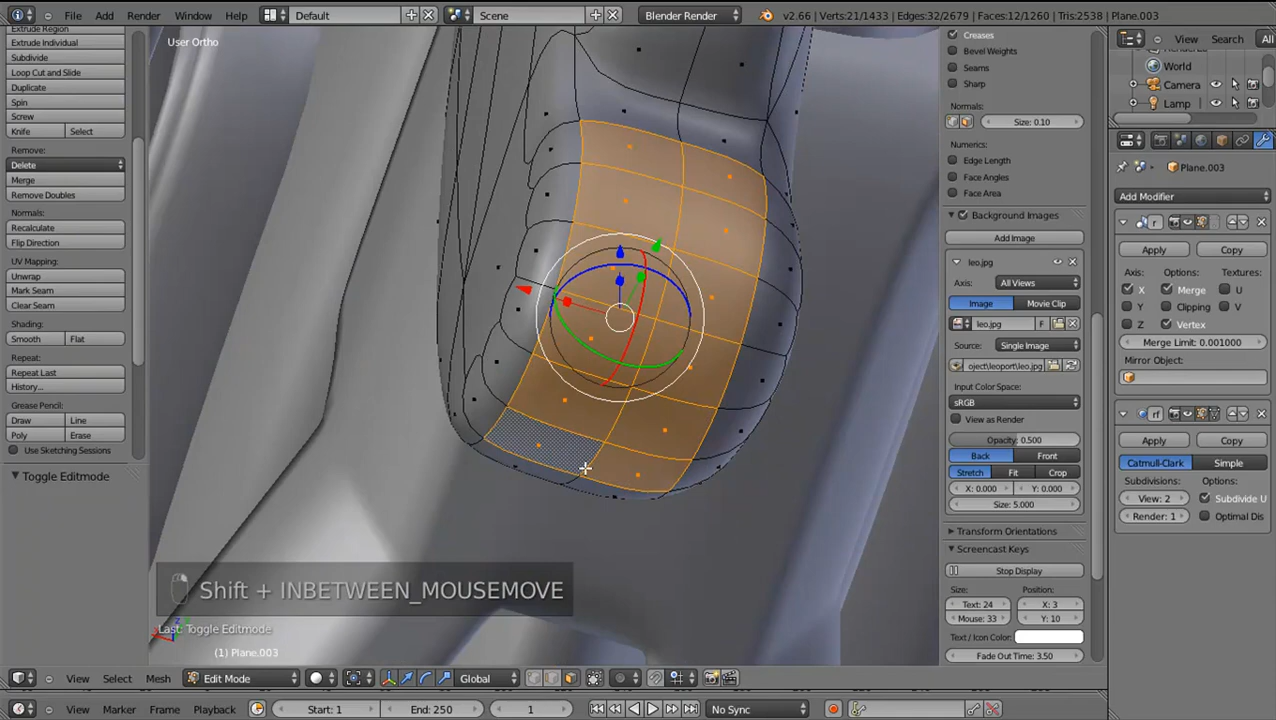 File Add Render Window Help Default Scene Blender Render v2.66 | Verts:21/1433 | Edges:32/2679 | Faces:12/1260 | Tris:2538 | Plane.003
Extrude Region
Extrude Individual
Subdivide
Loop Cut and Slide
Duplicate
Spin
Screw
Knife Select
Remove:
Delete
Merge
Remove Doubles
Normals:
Recalculate
Flip Direction
UV Mapping:
Unwrap
Mark Seam
Clear Seam
Shading:
Smooth Flat
Repeat:
Repeat Last
History...
Grease Pencil:
Draw Line
Poly Erase
Use Sketching Sessions
Toggle Editmode
User Ortho
Shift + INBETWEEN_MOUSEMOVE
Last: Toggle Editmode
(1) Plane.003
Creases
Bevel Weights
Seams
Sharp
Normals:
Size: 0.10
Numerics:
Edge Length
Face Angles
Face Area
Background Images
Add Image
leo.jpg
Axis: All Views
Image Movie Clip
leo.jpg F
Source: Single Image
oject\leoport\leo.jpg
Input Color Space:
sRGB
View as Render
Opacity: 0.500
Back Front
Stretch Fit Crop
X: 0.000 Y: 0.000
Size: 5.000
Transform Orientations
Screencast Keys
Stop Display
Size: Position:
Text: 24 X: 3
Mouse: 33 Y: 10
Text / Icon Color:
Fade Out Time: 3.50
View Search All
World
Camera
Lamp
Plane.003
Add Modifier
Apply Copy
Axis: Options: Textures:
X Merge U
Y Clipping V
Z Vertex
Merge Limit: 0.001000
Mirror Object:
Apply Copy
Catmull-Clark Simple
Subdivisions: Options:
View: 2 Subdivide U
Render: 1 Optimal Dis
View Select Mesh Edit Mode Global
View Marker Frame Playback Start: 1 End: 250 1 No Sync